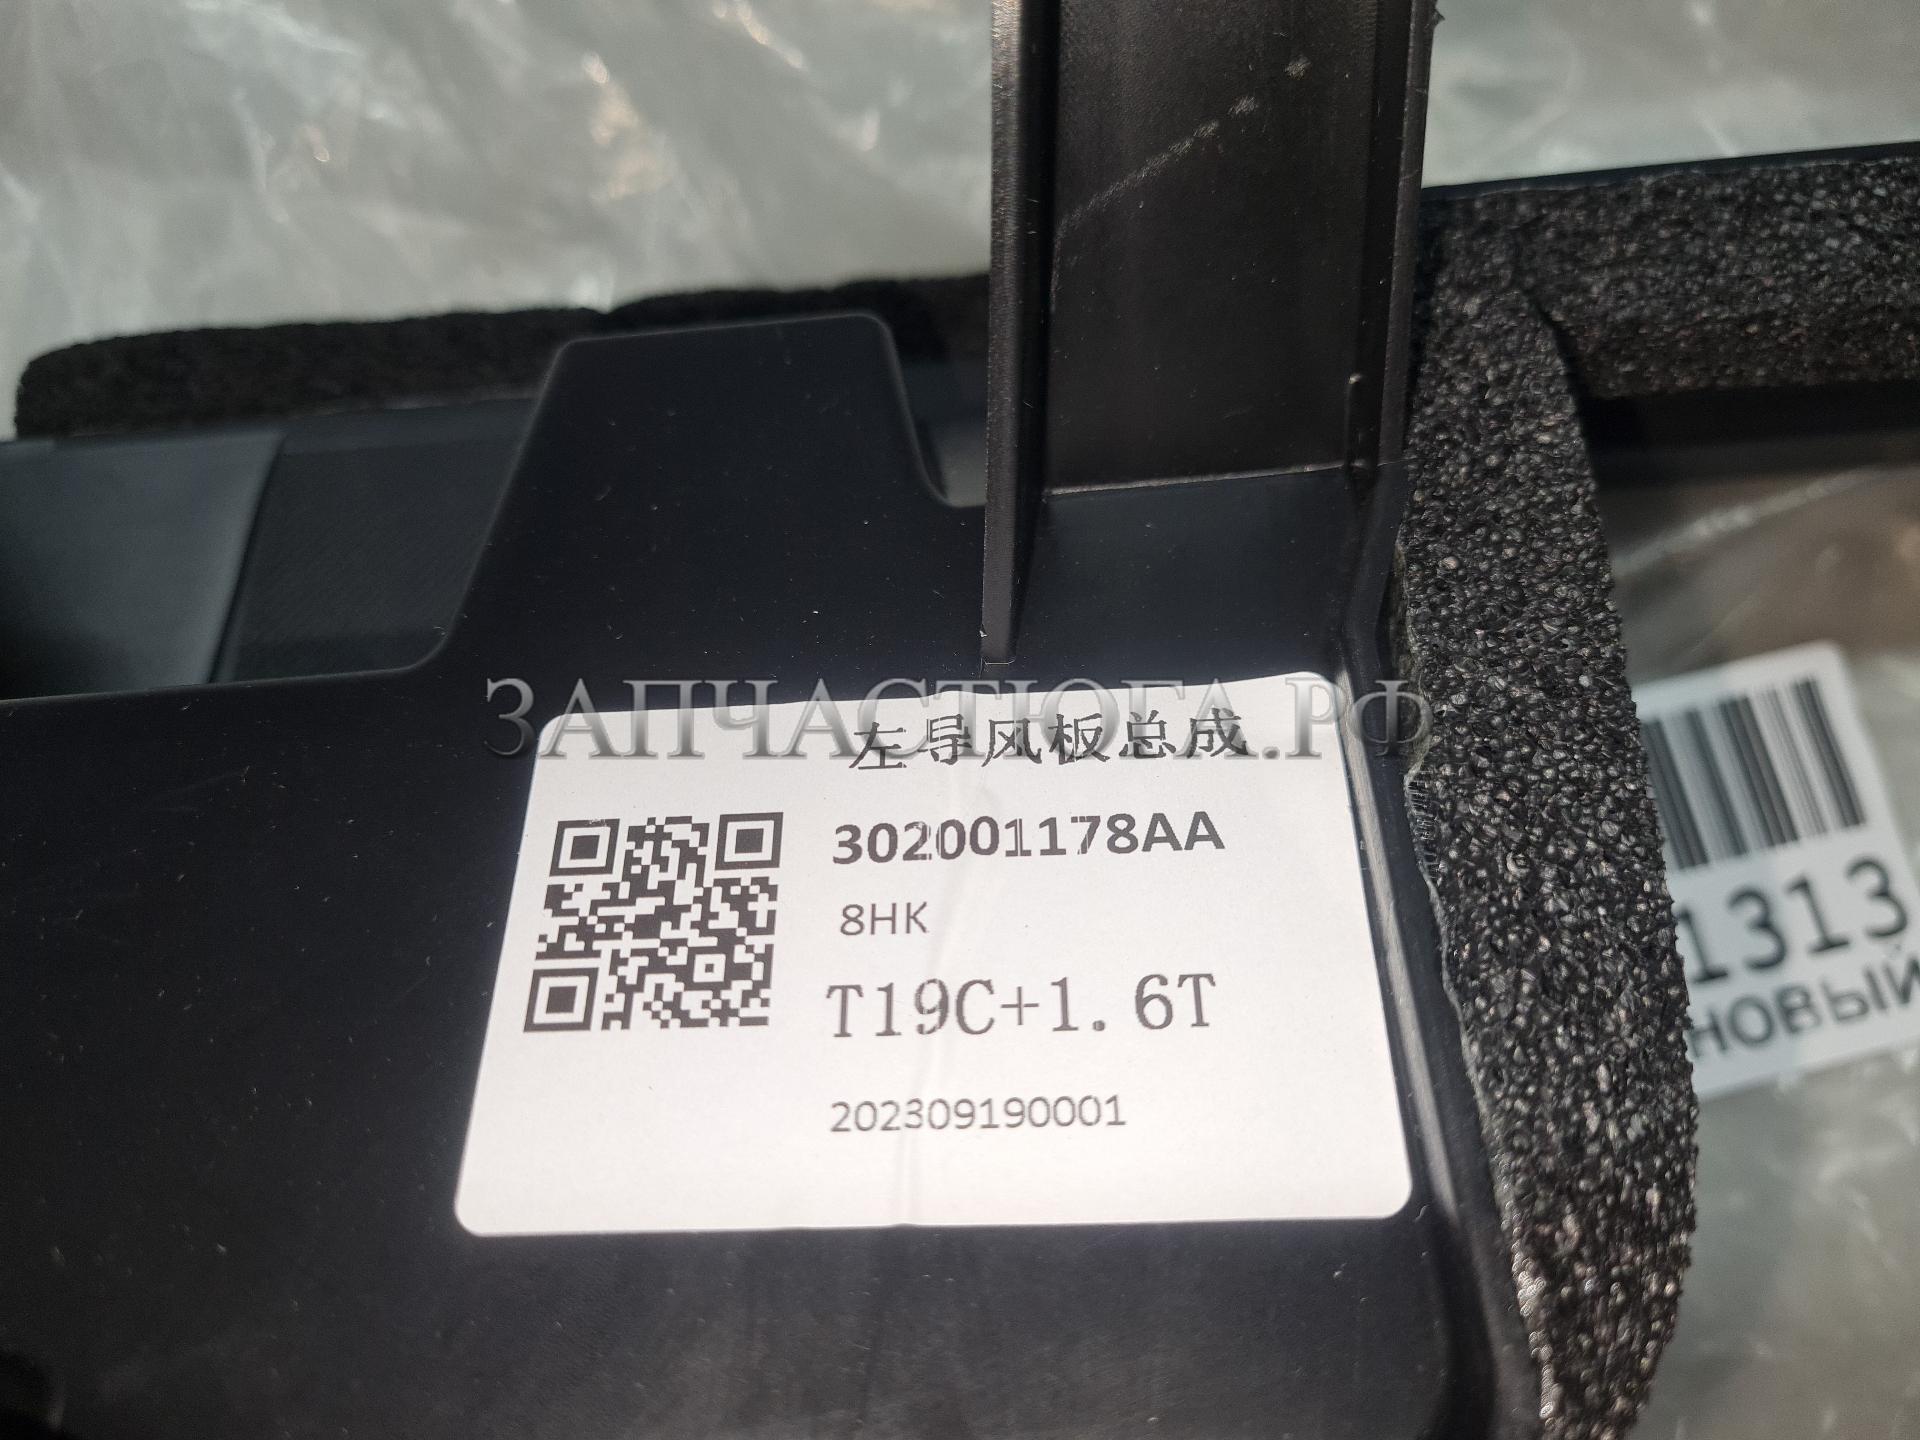 ЗАПЧАСТЮГА.РФ
左导风板总成
302001178AA
8HK
T19C+1.6T
202309190001
1313
НОВЫЙ